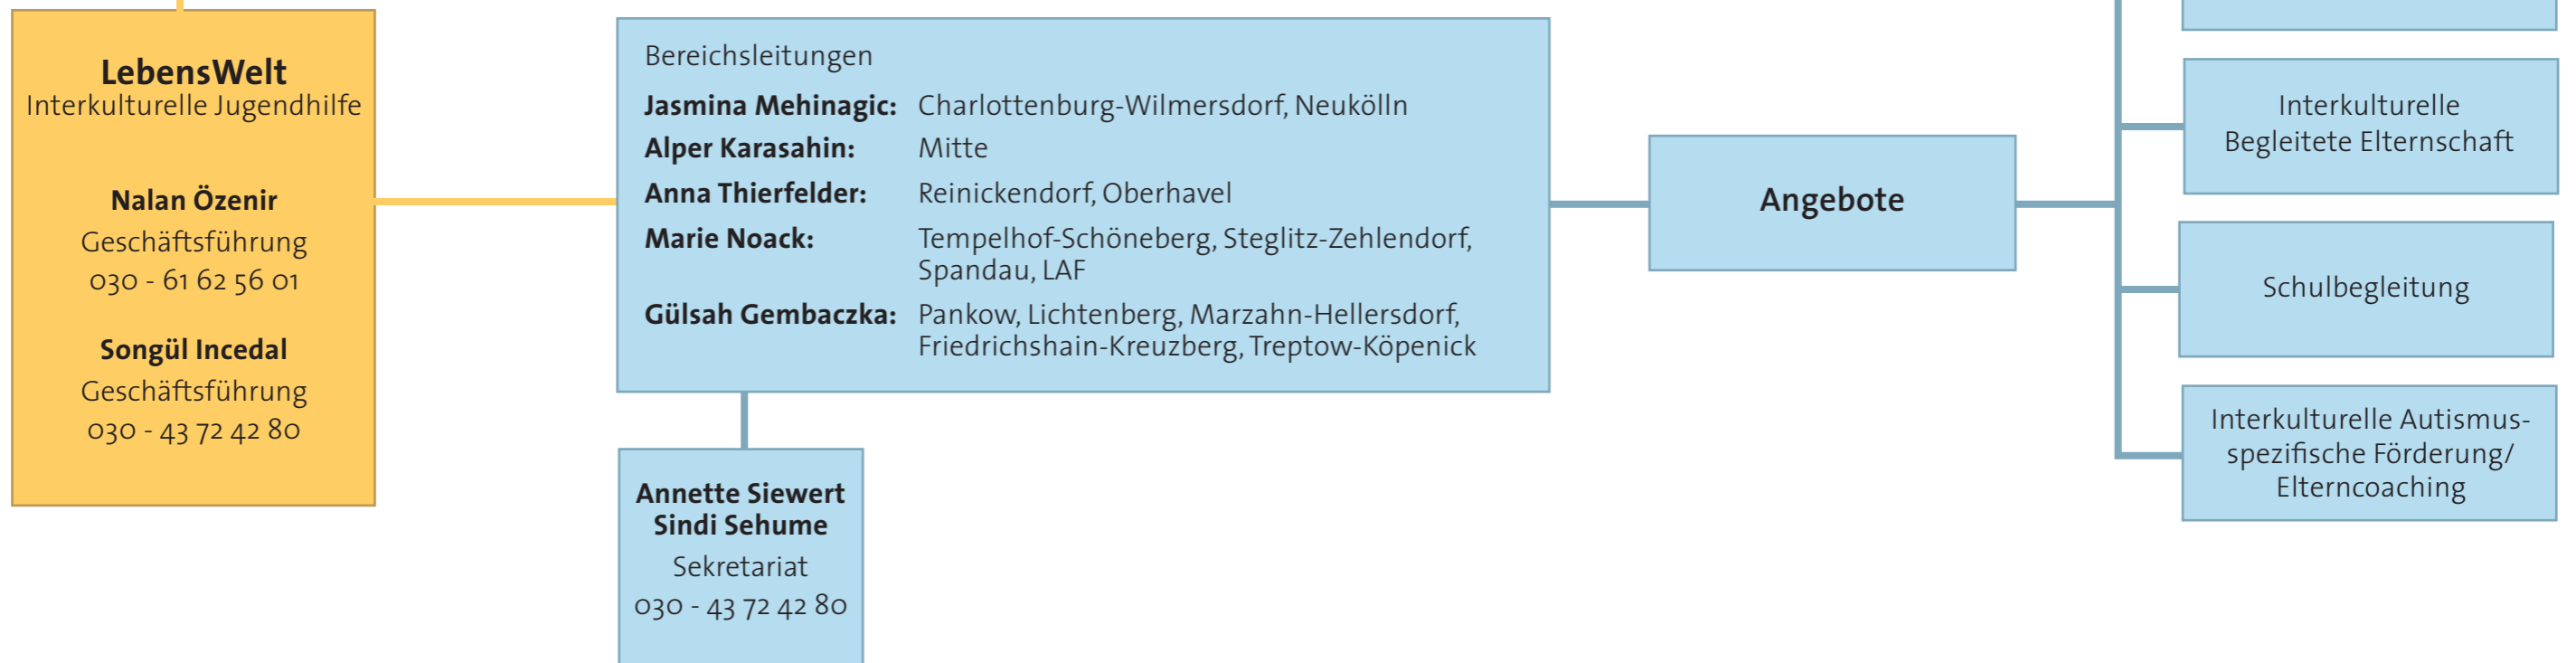 LebensWelt
Interkulturelle Jugendhilfe
Nalan Özenir
Geschäftsführung
030 - 61 62 56 01
Songül Incedal
Geschäftsführung
030 - 43 72 42 80
Bereichsleitungen
Jasmina Mehinagic: Charlottenburg-Wilmersdorf, Neukölln
Alper Karasahin: Mitte
Anna Thierfelder: Reinickendorf, Oberhavel
Marie Noack: Tempelhof-Schöneberg, Steglitz-Zehlendorf,
Spandau, LAF
Gülsah Gembaczka: Pankow, Lichtenberg, Marzahn-Hellersdorf,
Friedrichshain-Kreuzberg, Treptow-Köpenick
Annette Siewert
Sindi Sehume
Sekretariat
030 - 43 72 42 80
Angebote
Interkulturelle
Begleitete Elternschaft
Schulbegleitung
Interkulturelle Autismus-
spezifische Förderung/
Elterncoaching